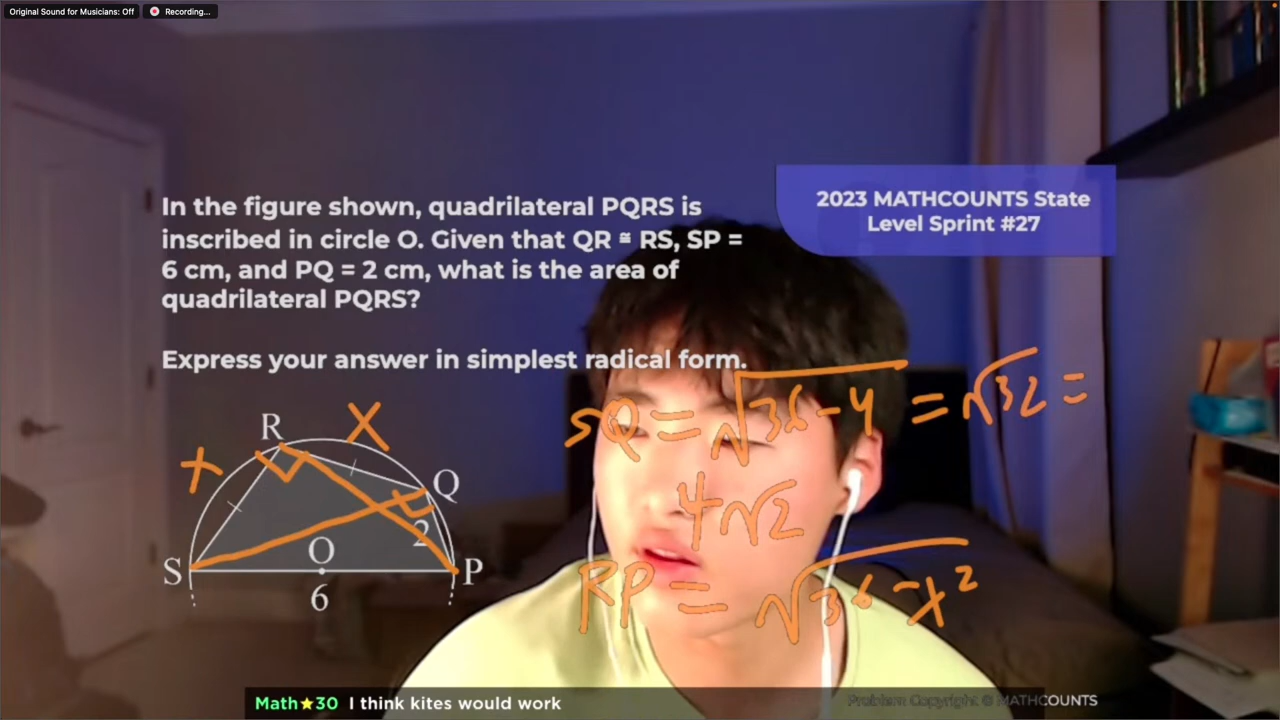 Original Sound for Musicians: Off
Recording...
In the figure shown, quadrilateral PQRS is
inscribed in circle O. Given that QR ≅ RS, SP =
6 cm, and PQ = 2 cm, what is the area of
quadrilateral PQRS?
Express your answer in simplest radical form.
2023 MATHCOUNTS State
Level Sprint #27
SQ = √36-4 = √32 =
4√2
RP = √36-x²
R
X
X
Q
2
O
S
P
6
Math⭐30 I think kites would work
Problem Copyright © MATHCOUNTS